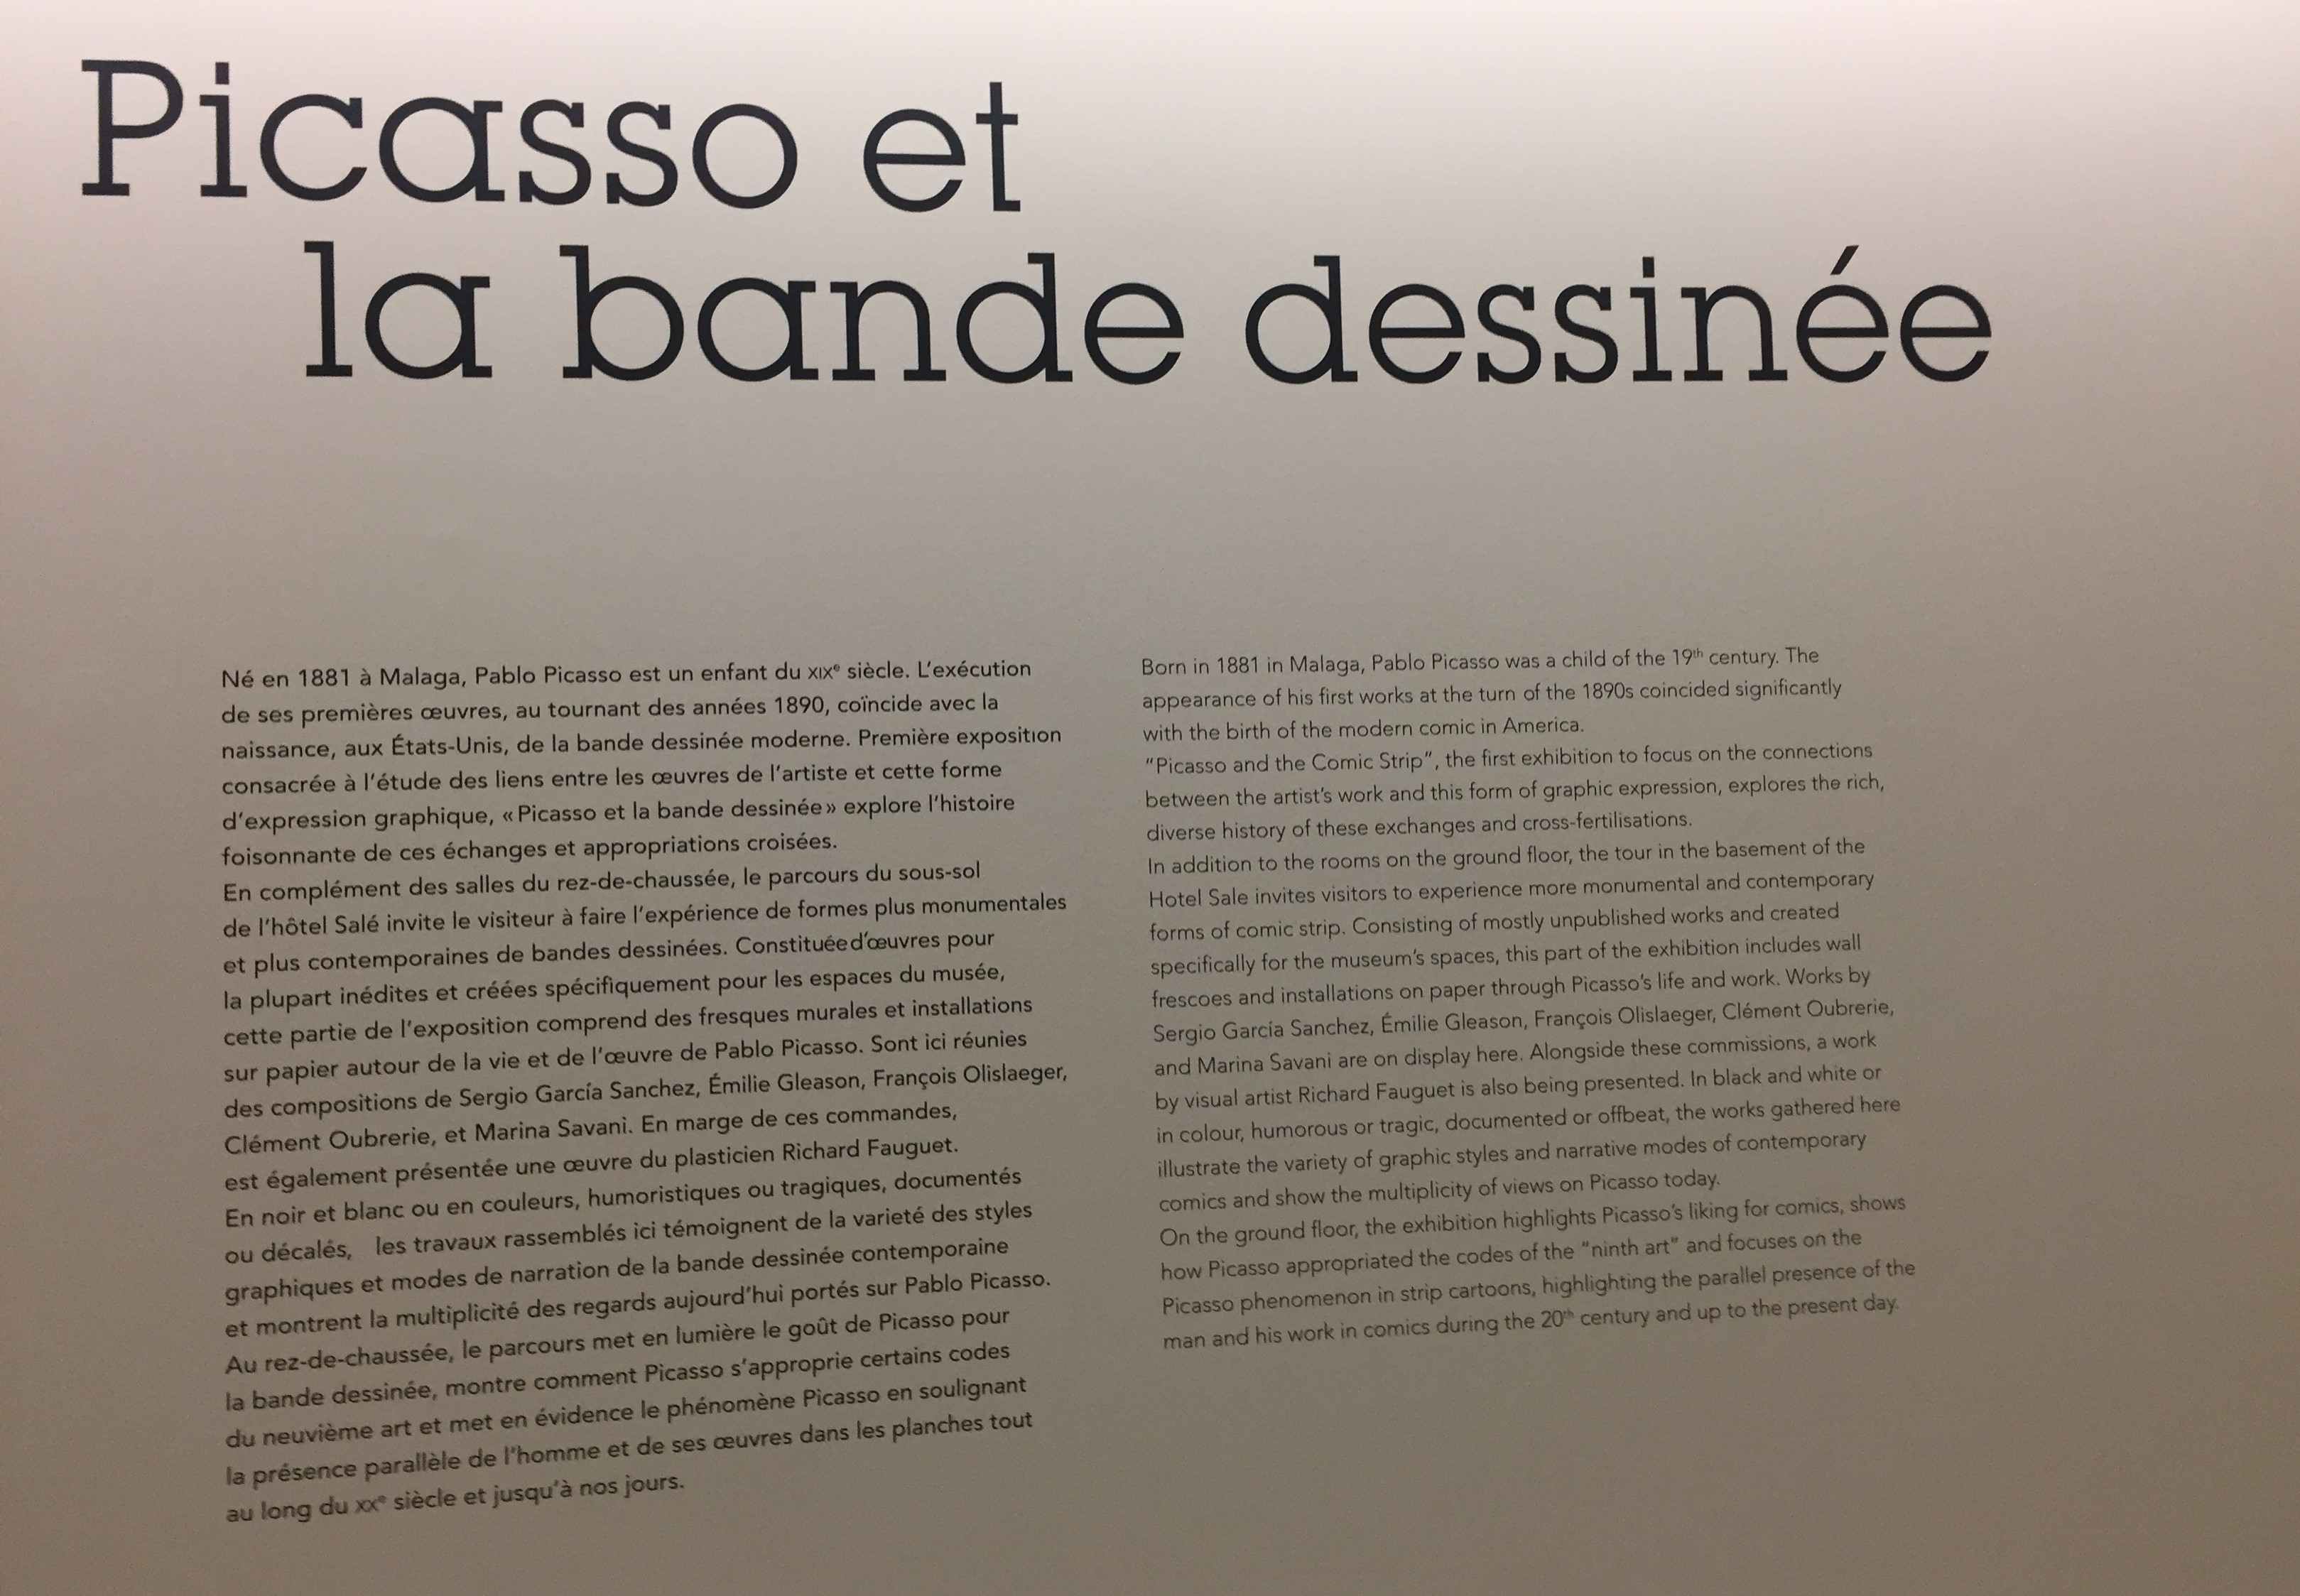 Picasso et
la bande dessinée
Né en 1881 à Malaga, Pablo Picasso est un enfant du XIXe siècle. L'exécution
de ses premières œuvres, au tournant des années 1890, coïncide avec la
naissance, aux États-Unis, de la bande dessinée moderne. Première exposition
consacrée à l'étude des liens entre les œuvres de l'artiste et cette forme
d'expression graphique, « Picasso et la bande dessinée » explore l'histoire
foisonnante de ces échanges et appropriations croisées.
En complément des salles du rez-de-chaussée, le parcours du sous-sol
de l'hôtel Salé invite le visiteur à faire l'expérience de formes plus monumentales
et plus contemporaines de bandes dessinées. Constituée d'œuvres pour
la plupart inédites et créées spécifiquement pour les espaces du musée,
cette partie de l'exposition comprend des fresques murales et installations
sur papier autour de la vie et de l'œuvre de Pablo Picasso. Sont ici réunies
des compositions de Sergio García Sanchez, Émilie Gleason, François Olislaeger,
Clément Oubrerie, et Marina Savani. En marge de ces commandes,
est également présentée une œuvre du plasticien Richard Fauguet.
En noir et blanc ou en couleurs, humoristiques ou tragiques, documentés
ou décalés, les travaux rassemblés ici témoignent de la varieté des styles
graphiques et modes de narration de la bande dessinée contemporaine
et montrent la multiplicité des regards aujourd'hui portés sur Pablo Picasso.
Au rez-de-chaussée, le parcours met en lumière le goût de Picasso pour
la bande dessinée, montre comment Picasso s'approprie certains codes
du neuvième art et met en évidence le phénomène Picasso en soulignant
la présence parallèle de l'homme et de ses œuvres dans les planches tout
au long du XXe siècle et jusqu'à nos jours.
Born in 1881 in Malaga, Pablo Picasso was a child of the 19th century. The
appearance of his first works at the turn of the 1890s coincided significantly
with the birth of the modern comic in America.
"Picasso and the Comic Strip", the first exhibition to focus on the connections
between the artist's work and this form of graphic expression, explores the rich,
diverse history of these exchanges and cross-fertilisations.
In addition to the rooms on the ground floor, the tour in the basement of the
Hotel Sale invites visitors to experience more monumental and contemporary
forms of comic strip. Consisting of mostly unpublished works and created
specifically for the museum's spaces, this part of the exhibition includes wall
frescoes and installations on paper through Picasso's life and work. Works by
Sergio García Sanchez, Émilie Gleason, François Olislaeger, Clément Oubrerie,
and Marina Savani are on display here. Alongside these commissions, a work
by visual artist Richard Fauguet is also being presented. In black and white or
in colour, humorous or tragic, documented or offbeat, the works gathered here
illustrate the variety of graphic styles and narrative modes of contemporary
comics and show the multiplicity of views on Picasso today.
On the ground floor, the exhibition highlights Picasso's liking for comics, shows
how Picasso appropriated the codes of the "ninth art" and focuses on the
Picasso phenomenon in strip cartoons, highlighting the parallel presence of the
man and his work in comics during the 20th century and up to the present day.